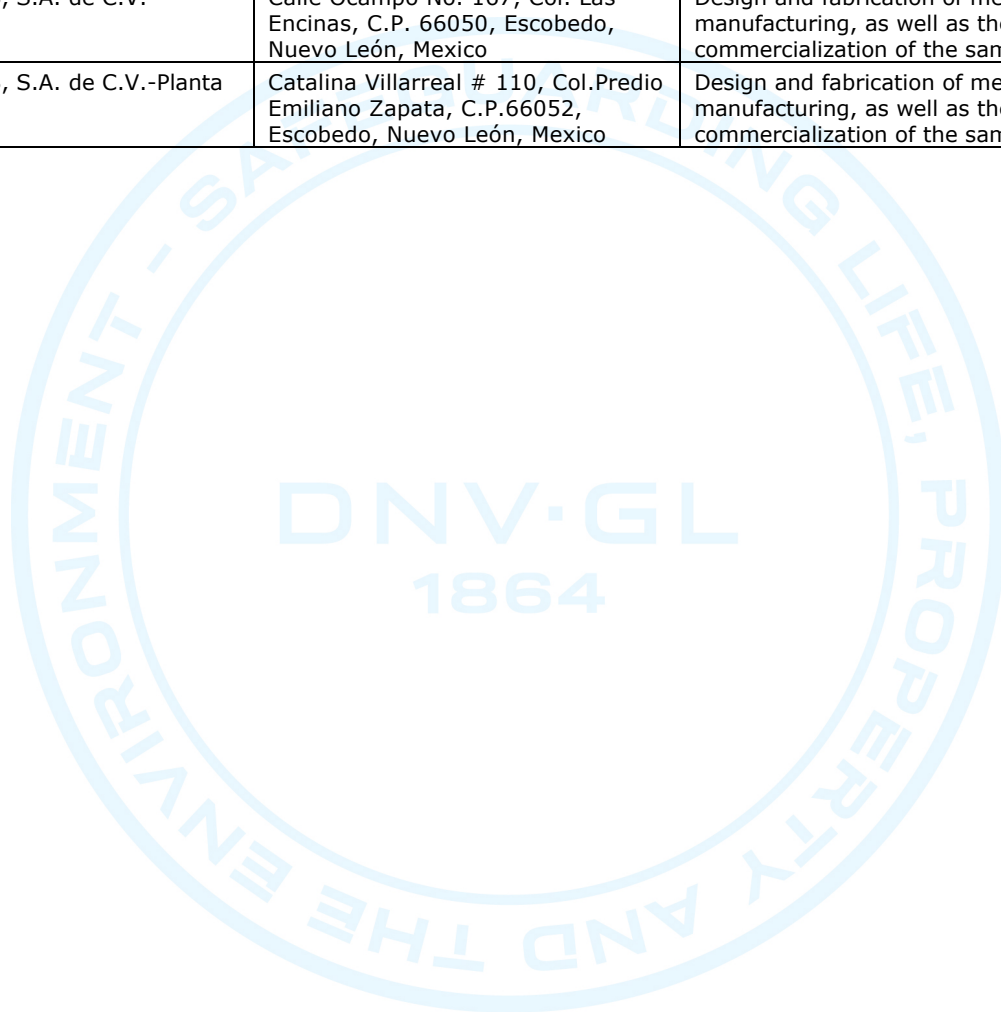 , S.A. de C.V.
Calle Ocampo No. 167, Col. Las
Encinas, C.P. 66050, Escobedo,
Nuevo León, Mexico
Design and fabrication of me
manufacturing, as well as the
commercialization of the sam
, S.A. de C.V.-Planta
Catalina Villarreal # 110, Col.Predio
Emiliano Zapata, C.P.66052,
Escobedo, Nuevo León, Mexico
Design and fabrication of me
manufacturing, as well as the
commercialization of the sam
SAFEGUARDING LIFE, PROPERTY AND THE ENVIRONMENT -
DNV·GL
1864